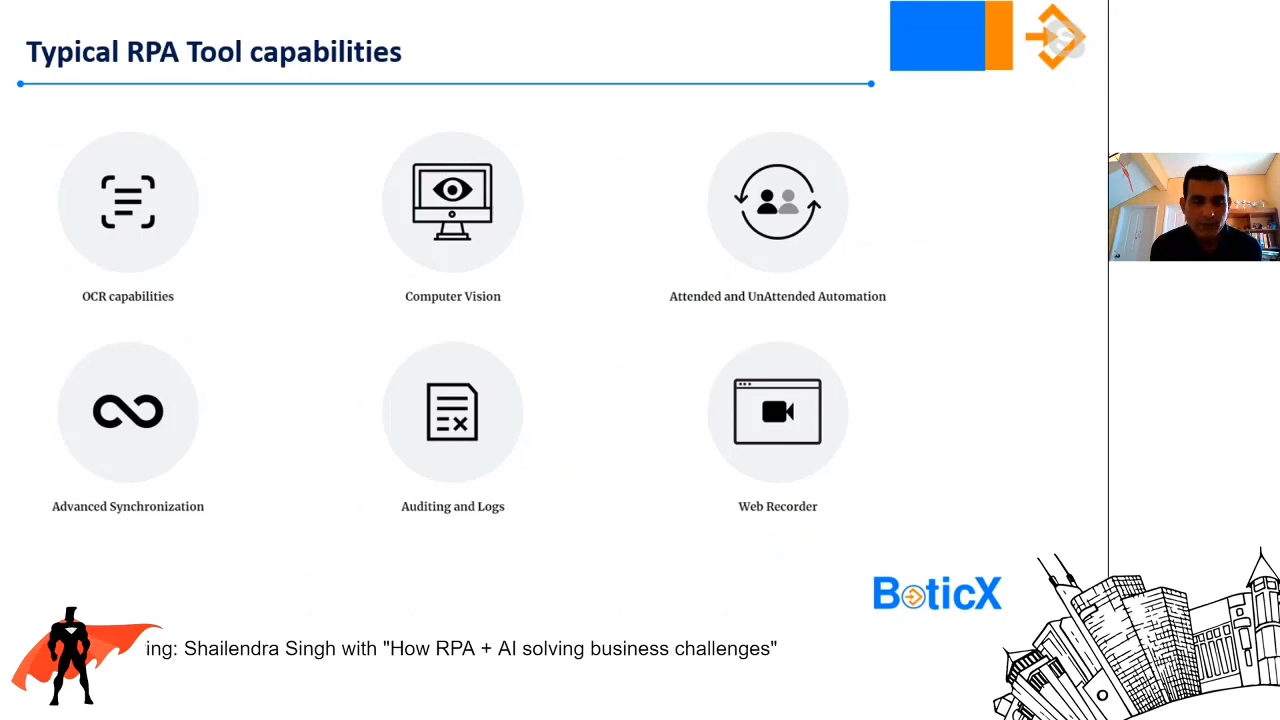 Typical RPA Tool capabilities
OCR capabilities
Computer Vision
Attended and UnAttended Automation
Advanced Synchronization
Auditing and Logs
Web Recorder
BoticX
ing: Shailendra Singh with "How RPA + AI solving business challenges"